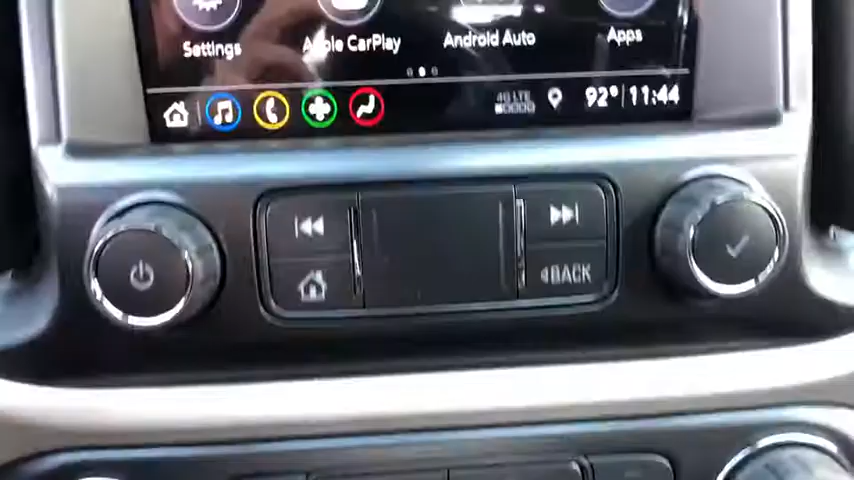 Settings
Apple CarPlay
Android Auto
Apps
4G LTE
92° 11:44
BACK